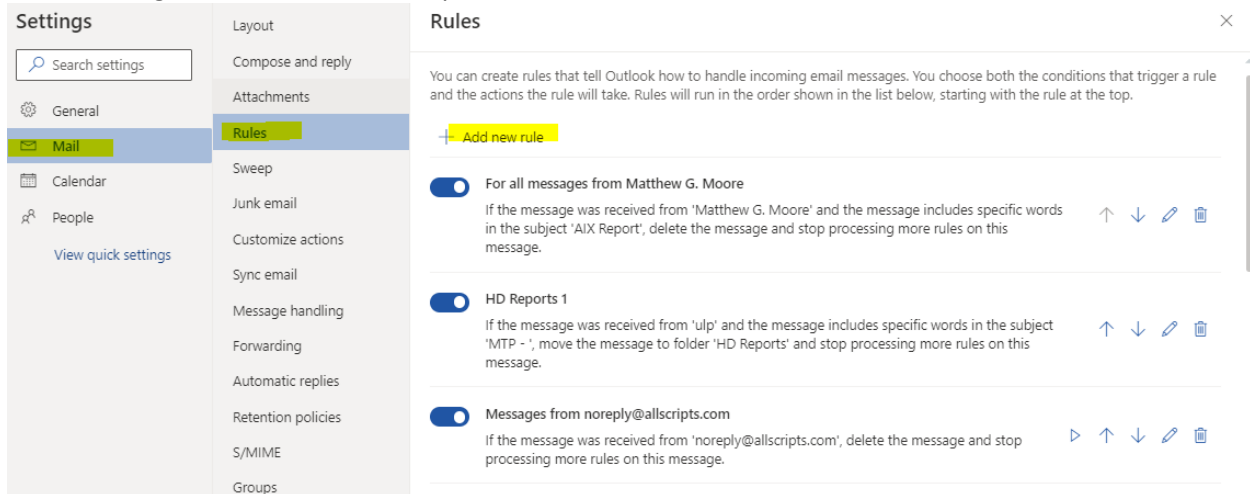 Settings
Search settings
General
Mail
Calendar
People
View quick settings
Layout
Compose and reply
Attachments
Rules
Sweep
Junk email
Customize actions
Sync email
Message handling
Forwarding
Automatic replies
Retention policies
S/MIME
Groups
Rules
You can create rules that tell Outlook how to handle incoming email messages. You choose both the conditions that trigger a rule
and the actions the rule will take. Rules will run in the order shown in the list below, starting with the rule at the top.
Add new rule
For all messages from Matthew G. Moore
If the message was received from 'Matthew G. Moore' and the message includes specific words
in the subject 'AIX Report', delete the message and stop processing more rules on this
message.
HD Reports 1
If the message was received from 'ulp' and the message includes specific words in the subject
'MTP - ', move the message to folder 'HD Reports' and stop processing more rules on this
message.
Messages from noreply@allscripts.com
If the message was received from 'noreply@allscripts.com', delete the message and stop
processing more rules on this message.